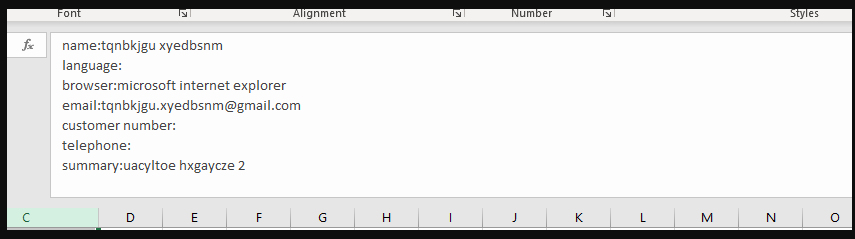 Font Alignment Number Styles
fx
name:tqnbkjgu xyedbsnm
language:
browser:microsoft internet explorer
email:tqnbkjgu.xyedbsnm@gmail.com
customer number:
telephone:
summary:uacyltoe hxgaycze 2
C D E F G H I J K L M N O